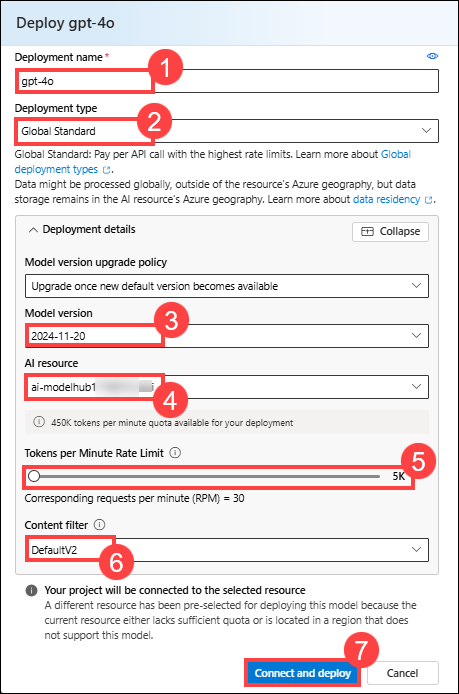 Deploy gpt-4o
Deployment name *
1
gpt-4o
Deployment type
2
Global Standard
Global Standard: Pay per API call with the highest rate limits. Learn more about Global
deployment types.
Data might be processed globally, outside of the resource's Azure geography, but data
storage remains in the AI resource's Azure geography. Learn more about data residency.
Deployment details
Collapse
Model version upgrade policy
Upgrade once new default version becomes available
Model version
3
2024-11-20
AI resource
ai-modelhub1
4
450K tokens per minute quota available for your deployment
Tokens per Minute Rate Limit
5
5K
Corresponding requests per minute (RPM) = 30
Content filter
DefaultV2
6
Your project will be connected to the selected resource
A different resource has been pre-selected for deploying this model because the
current resource either lacks sufficient quota or is located in a region that does
not support this model.
7
Connect and deploy
Cancel